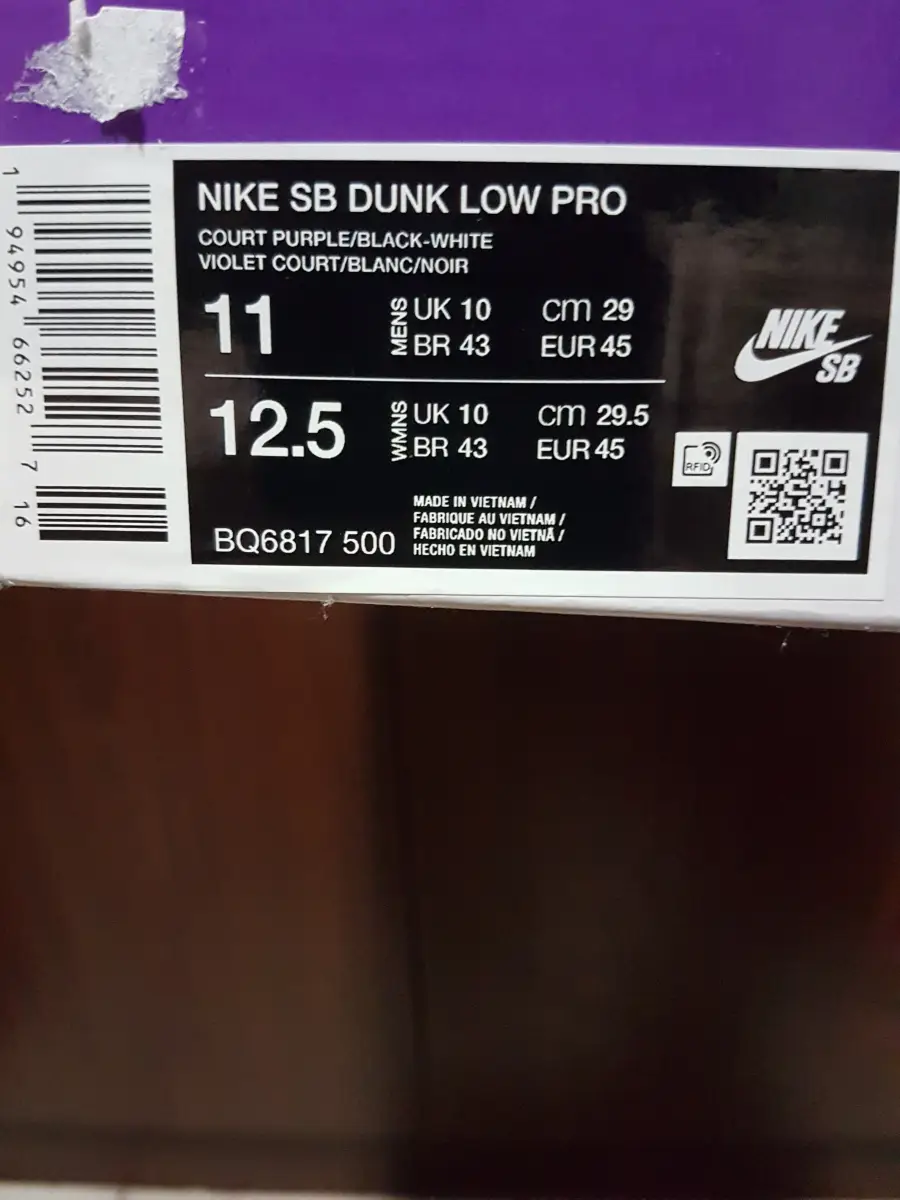 NIKE SB DUNK LOW PRO
COURT PURPLE/BLACK-WHITE
VIOLET COURT/BLANC/NOIR
11 MENS UK 10 cm 29
BR 43 EUR 45
12.5 WMNS UK 10 cm 29.5
BR 43 EUR 45
MADE IN VIETNAM /
FABRIQUE AU VIETNAM /
FABRICADO NO VIETNÃ /
HECHO EN VIETNAM
BQ6817 500
NIKE
SB
RFID
1 94954 66252 7 16